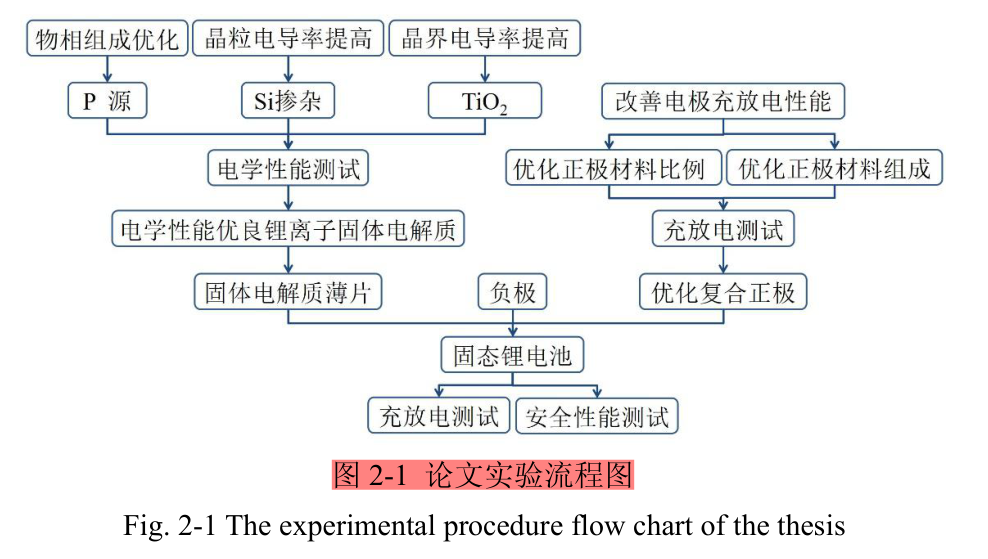 物相组成优化 晶粒电导率提高 晶界电导率提高
P 源 Si掺杂 TiO₂ 改善电极充放电性能
电学性能测试 优化正极材料比例 优化正极材料组成
电学性能优良锂离子固体电解质 充放电测试
固体电解质薄片 负极 优化复合正极
固态锂电池
充放电测试 安全性能测试
图 2-1 论文实验流程图
Fig. 2-1 The experimental procedure flow chart of the thesis